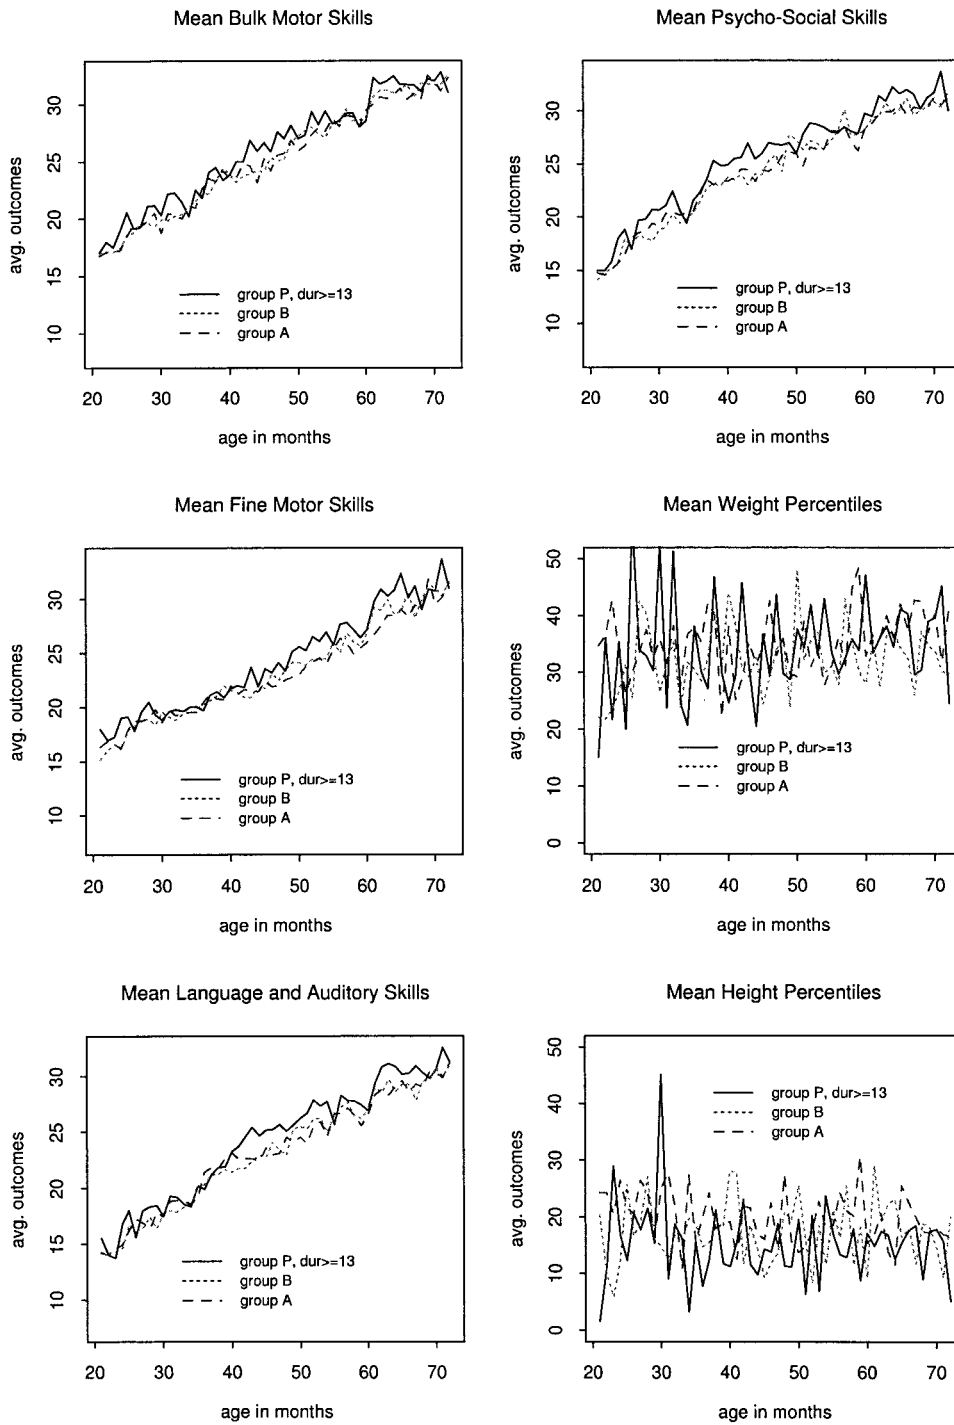 Mean Bulk Motor Skills
avg. outcomes
30
25
20
15
10
group P, dur>=13
group B
group A
20 30 40 50 60 70
age in months
Mean Psycho-Social Skills
avg. outcomes
30
25
20
15
10
group P, dur>=13
group B
group A
20 30 40 50 60 70
age in months
Mean Fine Motor Skills
avg. outcomes
30
25
20
15
10
group P, dur>=13
group B
group A
20 30 40 50 60 70
age in months
Mean Weight Percentiles
avg. outcomes
50
40
30
20
10
0
group P, dur>=13
group B
group A
20 30 40 50 60 70
age in months
Mean Language and Auditory Skills
avg. outcomes
30
25
20
15
10
group P, dur>=13
group B
group A
20 30 40 50 60 70
age in months
Mean Height Percentiles
avg. outcomes
50
40
30
20
10
0
group P, dur>=13
group B
group A
20 30 40 50 60 70
age in months